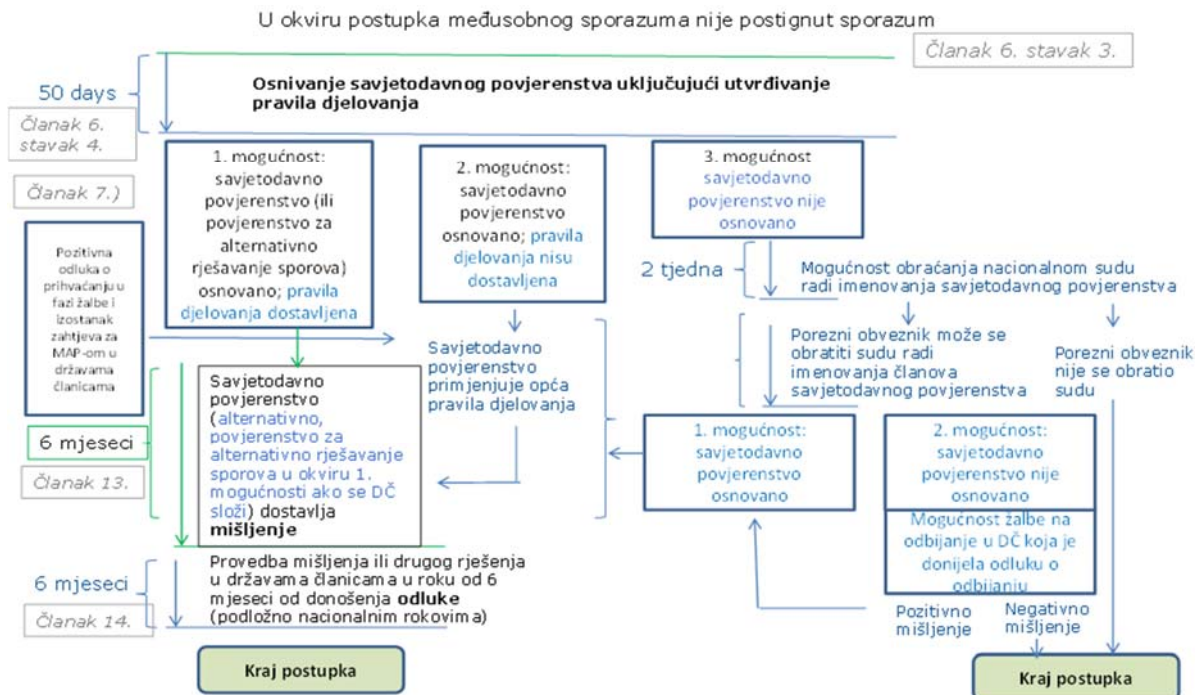 U okviru postupka međusobnog sporazuma nije postignut sporazum
Članak 6. stavak 3.
50 days
Osnivanje savjetodavnog povjerenstva uključujući utvrđivanje
pravila djelovanja
Članak 6.
stavak 4.
Članak 7.)
1. mogućnost:
savjetodavno
povjerenstvo (ili
povjerenstvo za
alternativno
rješavanje sporova)
osnovano; pravila
djelovanja dostavljena
2. mogućnost:
savjetodavno
povjerenstvo
osnovano; pravila
djelovanja nisu
dostavljena
3. mogućnost
savjetodavno
povjerenstvo nije
osnovano
Pozitivna
odluka o
prihvaćanju u
fazi žalbe i
izostanak
zahtjeva za
MAP-om u
državama
članicama
2 tjedna
Mogućnost obraćanja nacionalnom sudu
radi imenovanja savjetodavnog povjerenstva
Savjetodavno
povjerenstvo
primjenjuje opća
pravila djelovanja
Porezni obveznik može se
obratiti sudu radi
imenovanja članova
savjetodavnog povjerenstva
Porezni obveznik
nije se obratio
sudu
6 mjeseci
Članak 13.
Savjetodavno
povjerenstvo
(alternativno,
povjerenstvo za
alternativno rješavanje
sporova u okviru 1.
mogućnosti ako se DČ
složi) dostavlja
mišljenje
1. mogućnost:
savjetodavno
povjerenstvo
osnovano
2. mogućnost:
savjetodavno
povjerenstvo nije
osnovano
Mogućnost žalbe na
odbijanje u DČ koja je
donijela odluku o
odbijanju
6 mjeseci
Članak 14.
Provedba mišljenja ili drugog rješenja
u državama članicama u roku od 6
mjeseci od donošenja odluke
(podložno nacionalnim rokovima)
Pozitivno
mišljenje
Negativno
mišljenje
Kraj postupka
Kraj postupka